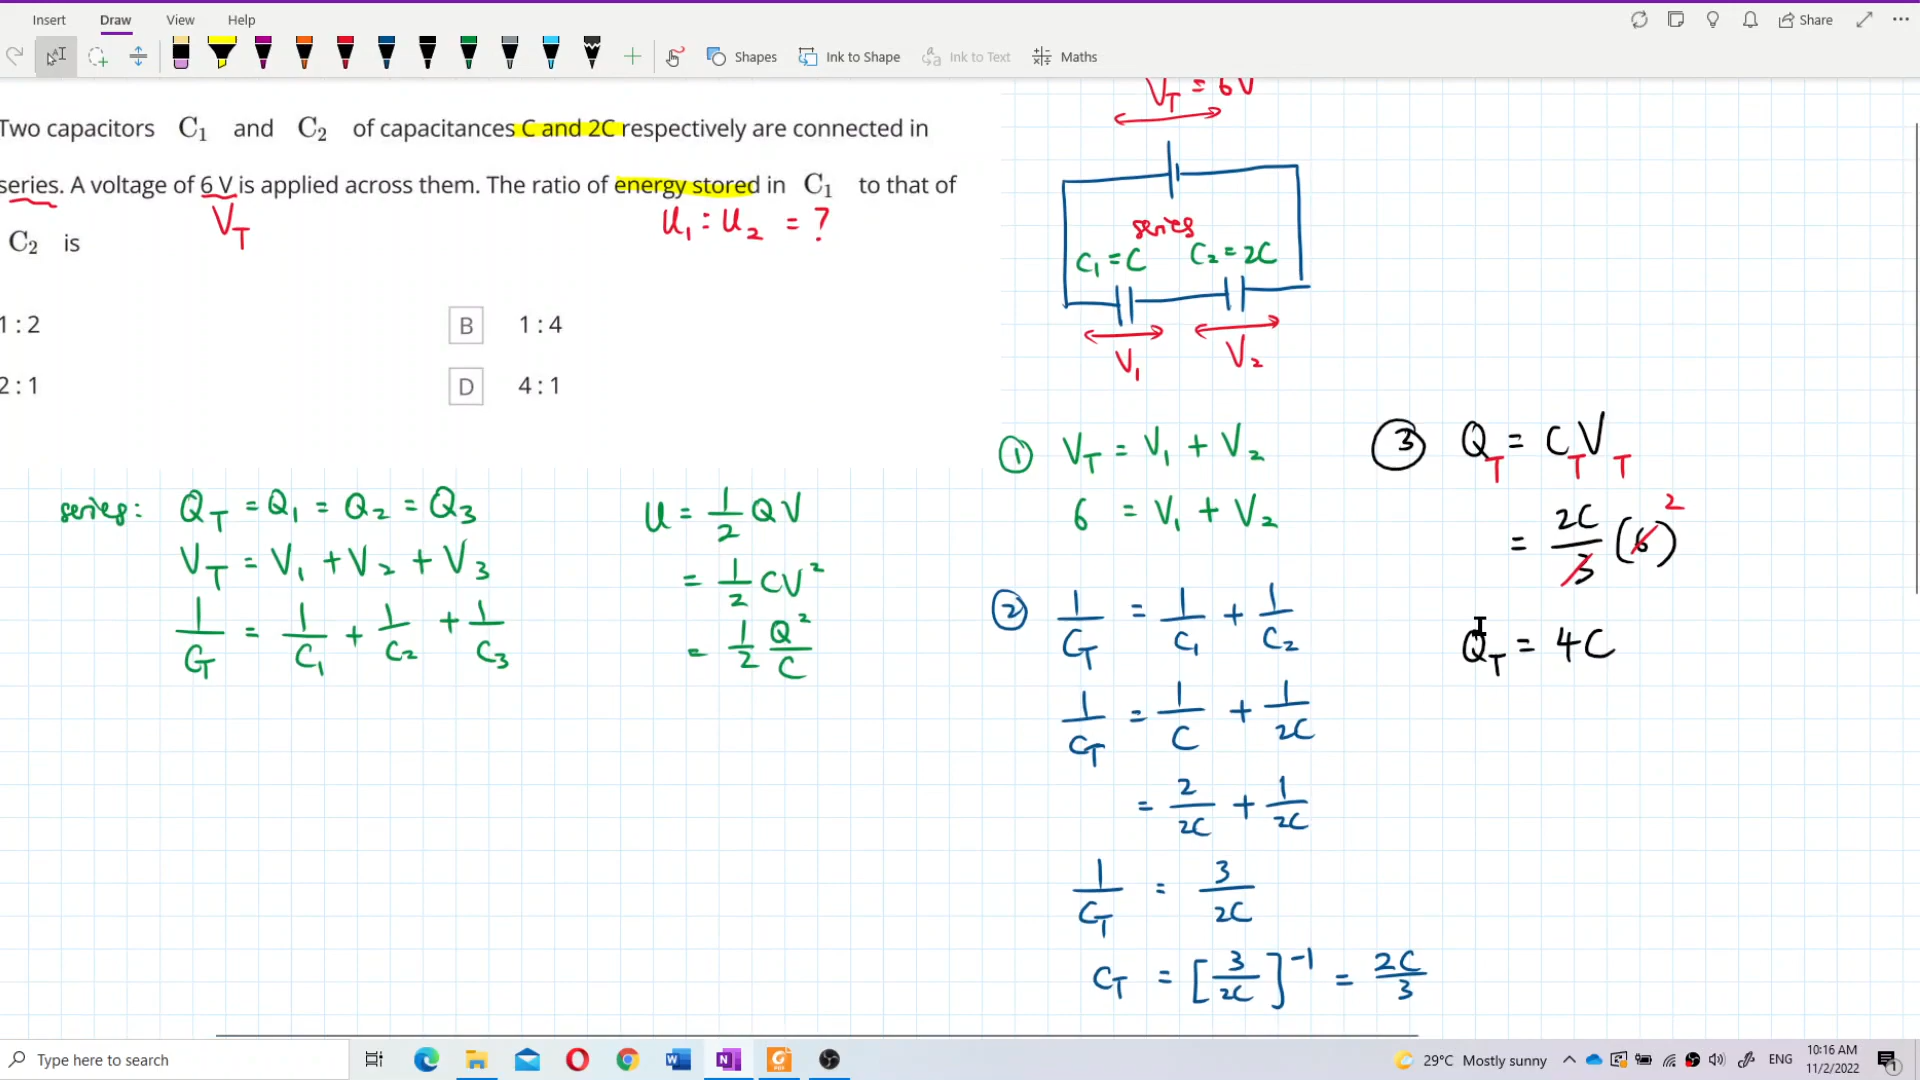 Insert Draw View Help
Share
Shapes Ink to Shape Ink to Text Maths
Two capacitors C₁ and C₂ of capacitances C and 2C respectively are connected in
series. A voltage of 6 V is applied across them. The ratio of energy stored in C₁ to that of
V_T
U₁ : U₂ = ?
C₂ is
1 : 2
B 1 : 4
2 : 1
D 4 : 1
V_T = 6V
series
C₁ = C C₂ = 2C
V₁ V₂
series: Q_T = Q₁ = Q₂ = Q₃
V_T = V₁ + V₂ + V₃
1/C_T = 1/C₁ + 1/C₂ + 1/C₃
U = 1/2 QV
= 1/2 CV²
= 1/2 Q²/C
① V_T = V₁ + V₂
6 = V₁ + V₂
② 1/C_T = 1/C₁ + 1/C₂
1/C_T = 1/C + 1/2C
= 2/2C + 1/2C
1/C_T = 3/2C
C_T = [3/2C]⁻¹ = 2C/3
③ Q_T = C_T V_T
= 2C/3 (6) 2
Q_T = 4C
Type here to search
29°C Mostly sunny
ENG
10:16 AM
11/2/2022